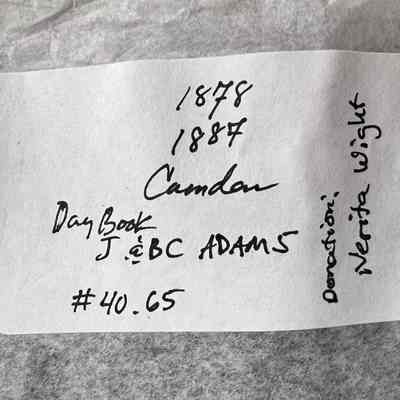 1878
1887
Camden
Day Book
J & BC ADAMS
#40.65
Donation:
Nerita Wight